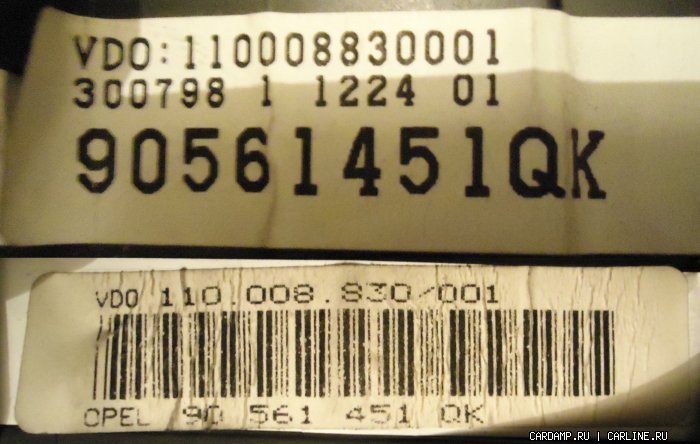 VDO:110008830001
300798 1 1224 01
90561451QK
VDO 110.008.830/001
OPEL 90 561 451 QK
CARDAMP.RU | CARLINE.RU